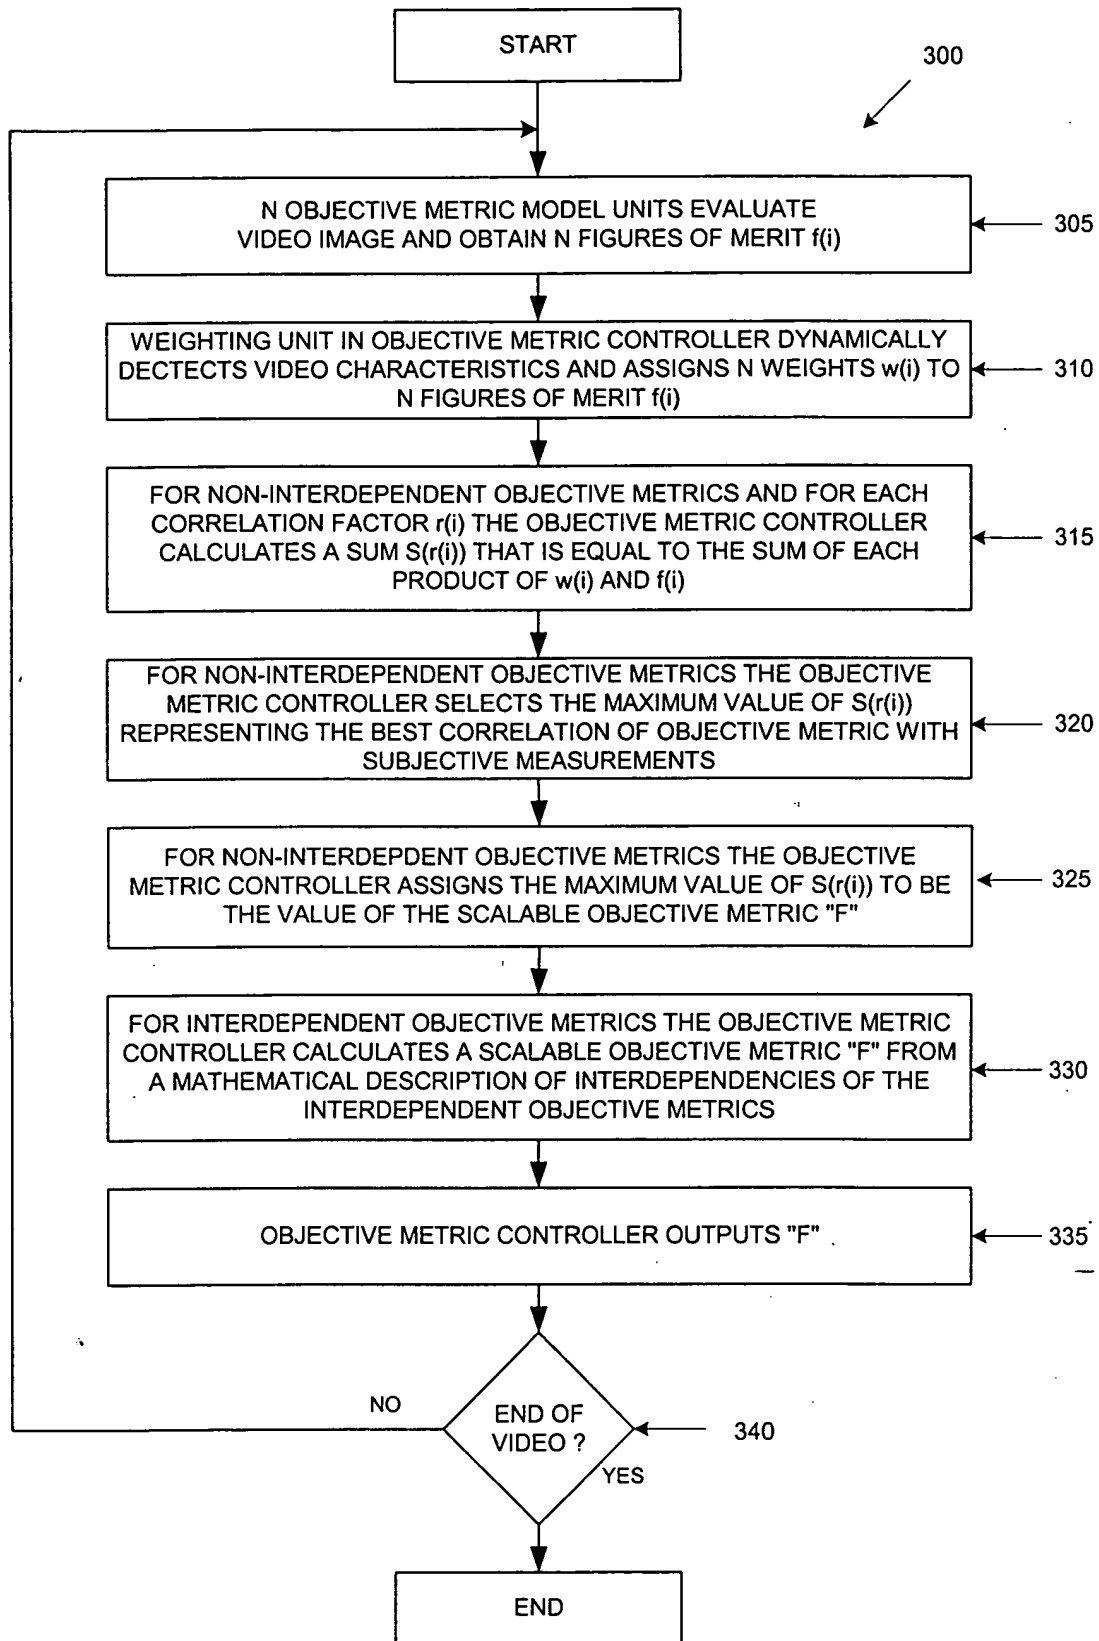 START
300
N OBJECTIVE METRIC MODEL UNITS EVALUATE
VIDEO IMAGE AND OBTAIN N FIGURES OF MERIT f(i)
305
WEIGHTING UNIT IN OBJECTIVE METRIC CONTROLLER DYNAMICALLY
DECTECTS VIDEO CHARACTERISTICS AND ASSIGNS N WEIGHTS w(i) TO
N FIGURES OF MERIT f(i)
310
FOR NON-INTERDEPENDENT OBJECTIVE METRICS AND FOR EACH
CORRELATION FACTOR r(i) THE OBJECTIVE METRIC CONTROLLER
CALCULATES A SUM S(r(i)) THAT IS EQUAL TO THE SUM OF EACH
PRODUCT OF w(i) AND f(i)
315
FOR NON-INTERDEPENDENT OBJECTIVE METRICS THE OBJECTIVE
METRIC CONTROLLER SELECTS THE MAXIMUM VALUE OF S(r(i))
REPRESENTING THE BEST CORRELATION OF OBJECTIVE METRIC WITH
SUBJECTIVE MEASUREMENTS
320
FOR NON-INTERDEPDENT OBJECTIVE METRICS THE OBJECTIVE
METRIC CONTROLLER ASSIGNS THE MAXIMUM VALUE OF S(r(i)) TO BE
THE VALUE OF THE SCALABLE OBJECTIVE METRIC "F"
325
FOR INTERDEPENDENT OBJECTIVE METRICS THE OBJECTIVE METRIC
CONTROLLER CALCULATES A SCALABLE OBJECTIVE METRIC "F" FROM
A MATHEMATICAL DESCRIPTION OF INTERDEPENDENCIES OF THE
INTERDEPENDENT OBJECTIVE METRICS
330
OBJECTIVE METRIC CONTROLLER OUTPUTS "F"
335
NO
END OF
VIDEO ?
340
YES
END